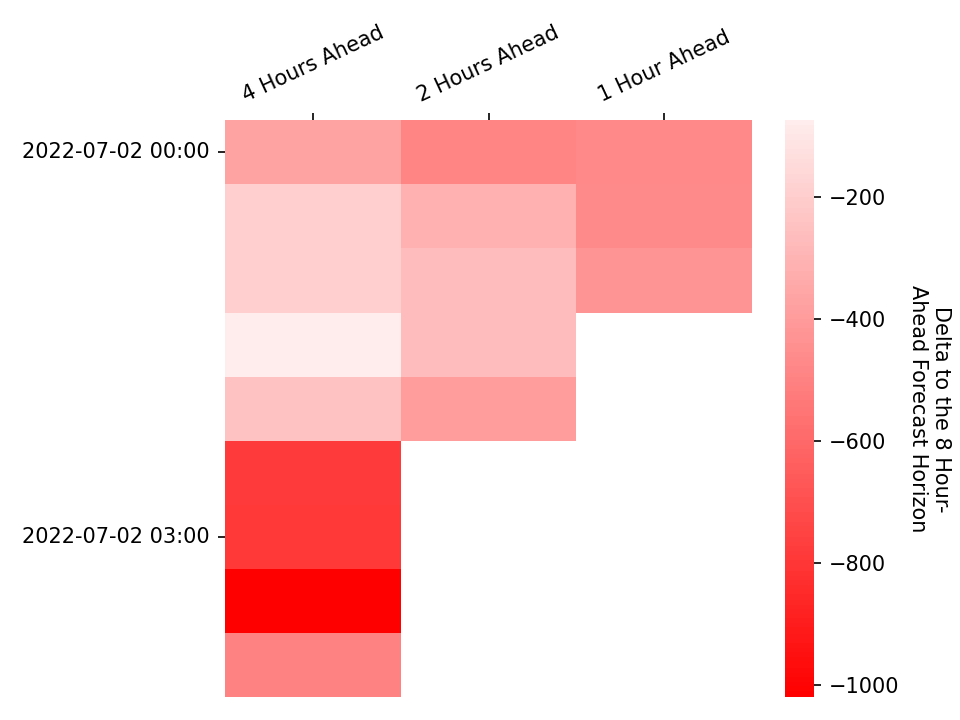 4 Hours Ahead
2 Hours Ahead
1 Hour Ahead
2022-07-02 00:00
2022-07-02 03:00
−200
−400
−600
−800
−1000
Delta to the 8 Hour-
Ahead Forecast Horizon